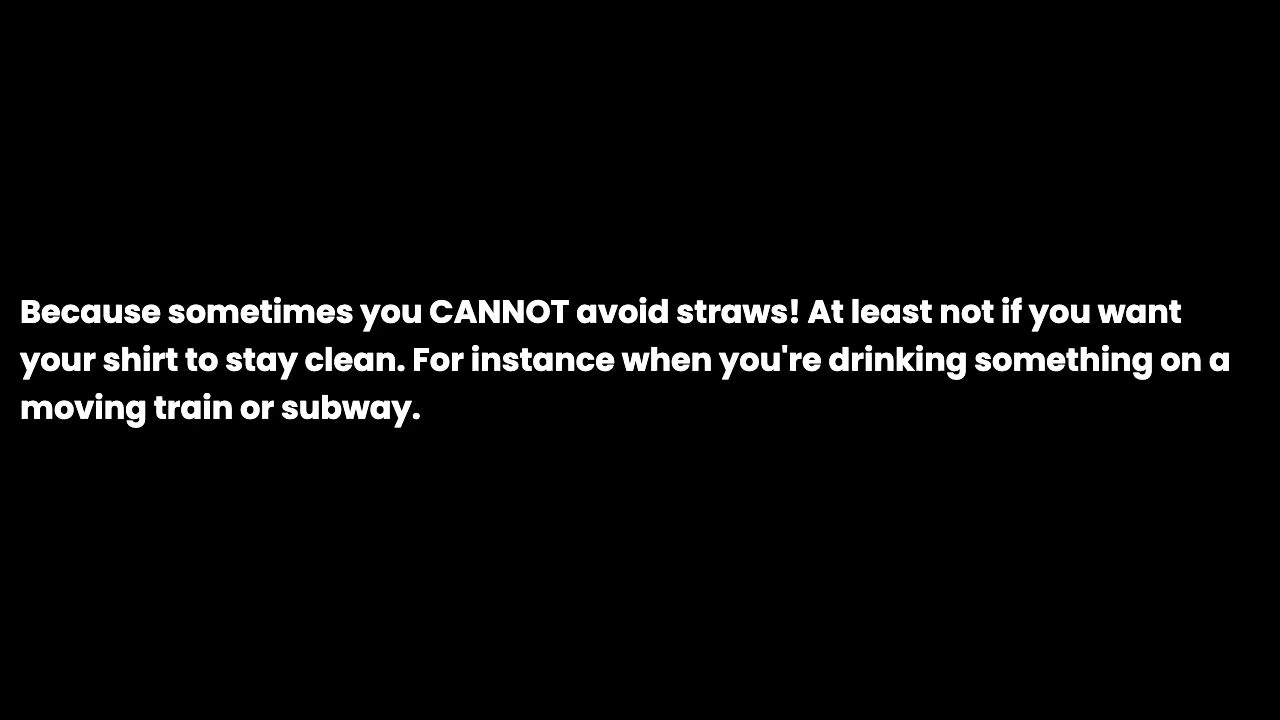 Because sometimes you CANNOT avoid straws! At least not if you want
your shirt to stay clean. For instance when you're drinking something on a
moving train or subway.